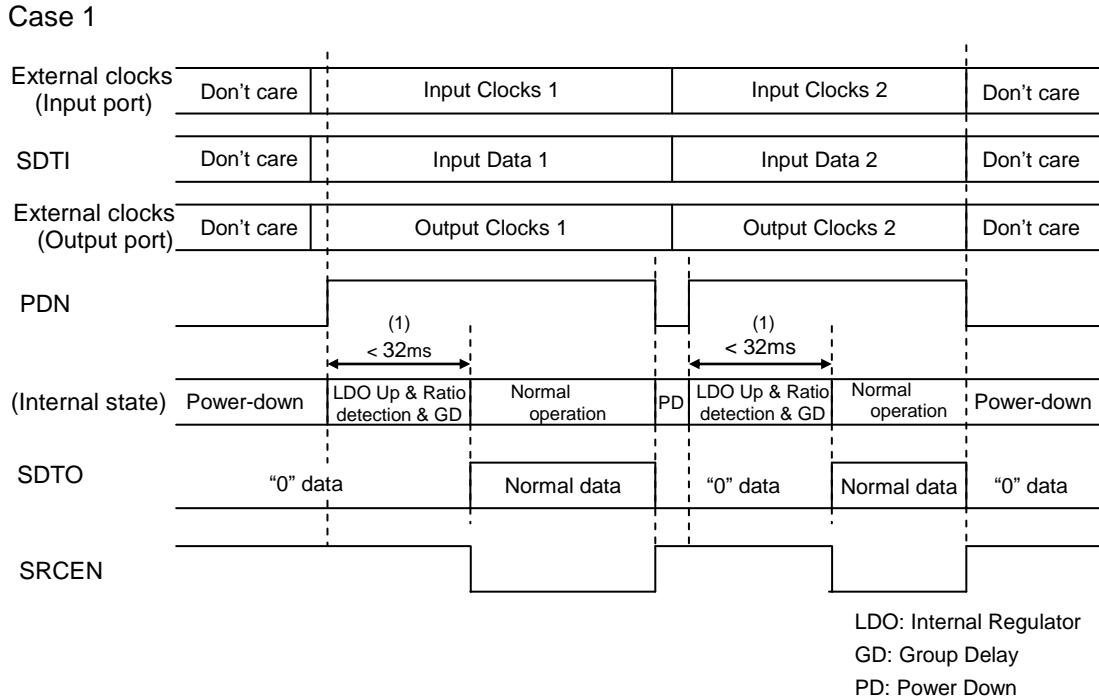 Case 1
External clocks
(Input port)
Don't care
Input Clocks 1
Input Clocks 2
Don't care
SDTI
Don't care
Input Data 1
Input Data 2
Don't care
External clocks
(Output port)
Don't care
Output Clocks 1
Output Clocks 2
Don't care
PDN
(1)
< 32ms
(1)
< 32ms
(Internal state)
Power-down
LDO Up & Ratio
detection & GD
Normal
operation
PD
LDO Up & Ratio
detection & GD
Normal
operation
Power-down
SDTO
“0” data
Normal data
“0” data
Normal data
“0” data
SRCEN
LDO: Internal Regulator
GD: Group Delay
PD: Power Down